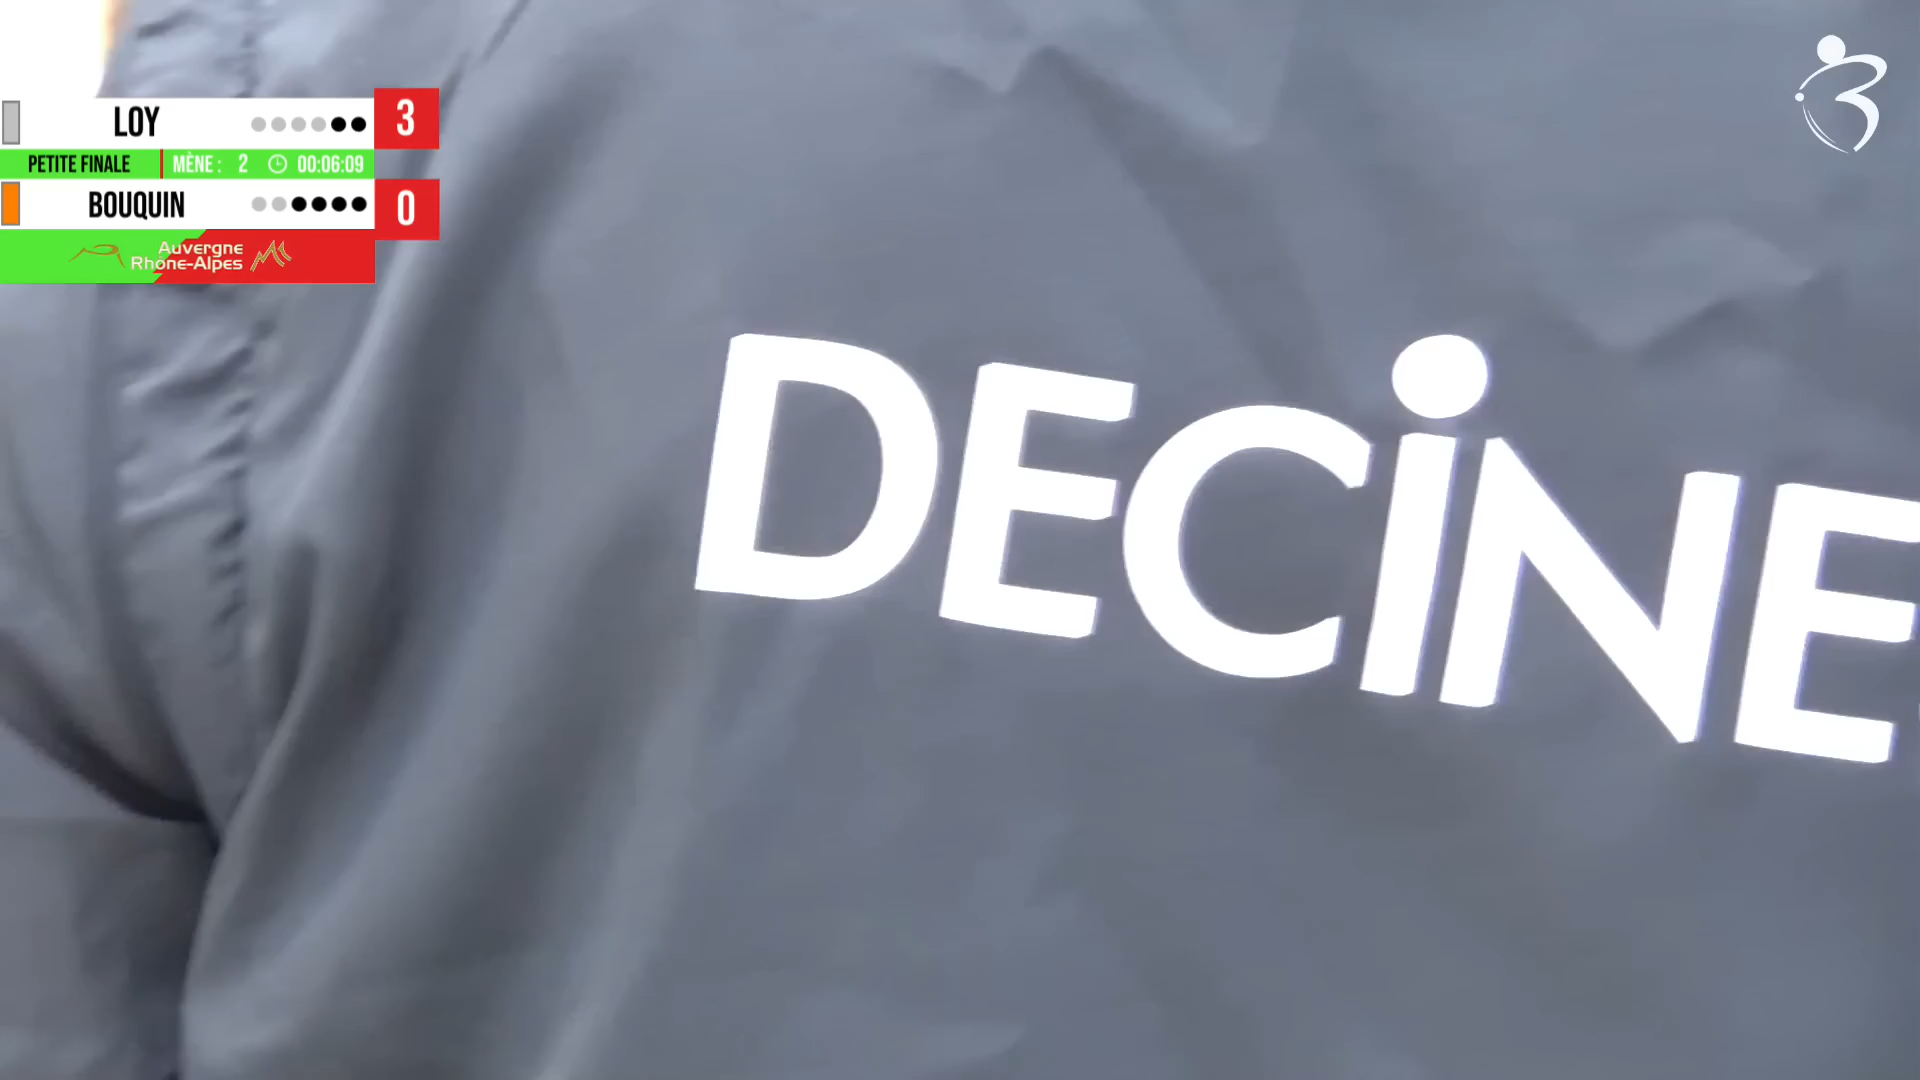 LOY 3
PETITE FINALE MÈNE : 2 00:06:09
BOUQUIN 0
Auvergne
Rhône-Alpes
DECiNE